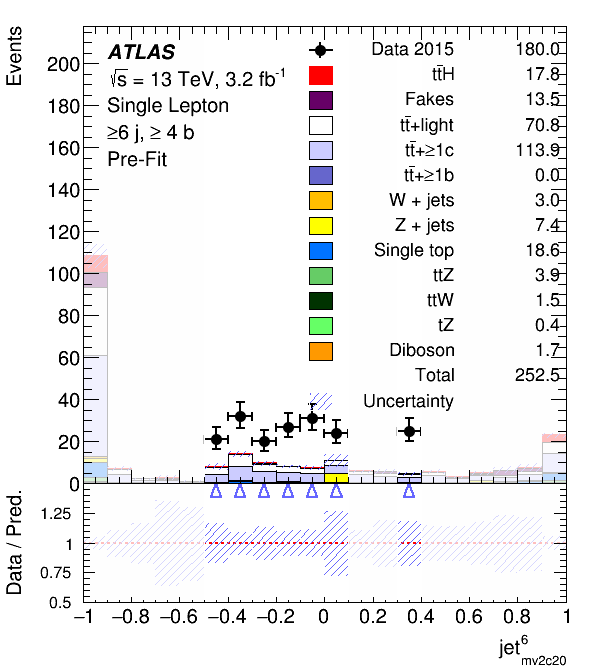 Events
ATLAS
√s = 13 TeV, 3.2 fb⁻¹
Single Lepton
≥6 j, ≥ 4 b
Pre-Fit
Data 2015 180.0
tt̄H 17.8
Fakes 13.5
tt̄+light 70.8
tt̄+≥1c 113.9
tt̄+≥1b 0.0
W + jets 3.0
Z + jets 7.4
Single top 18.6
ttZ 3.9
ttW 1.5
tZ 0.4
Diboson 1.7
Total 252.5
Uncertainty
200
180
160
140
120
100
80
60
40
20
0
Data / Pred.
1.25
1
0.75
0.5
−1 −0.8 −0.6 −0.4 −0.2 0 0.2 0.4 0.6 0.8 1
jet⁶mv2c20